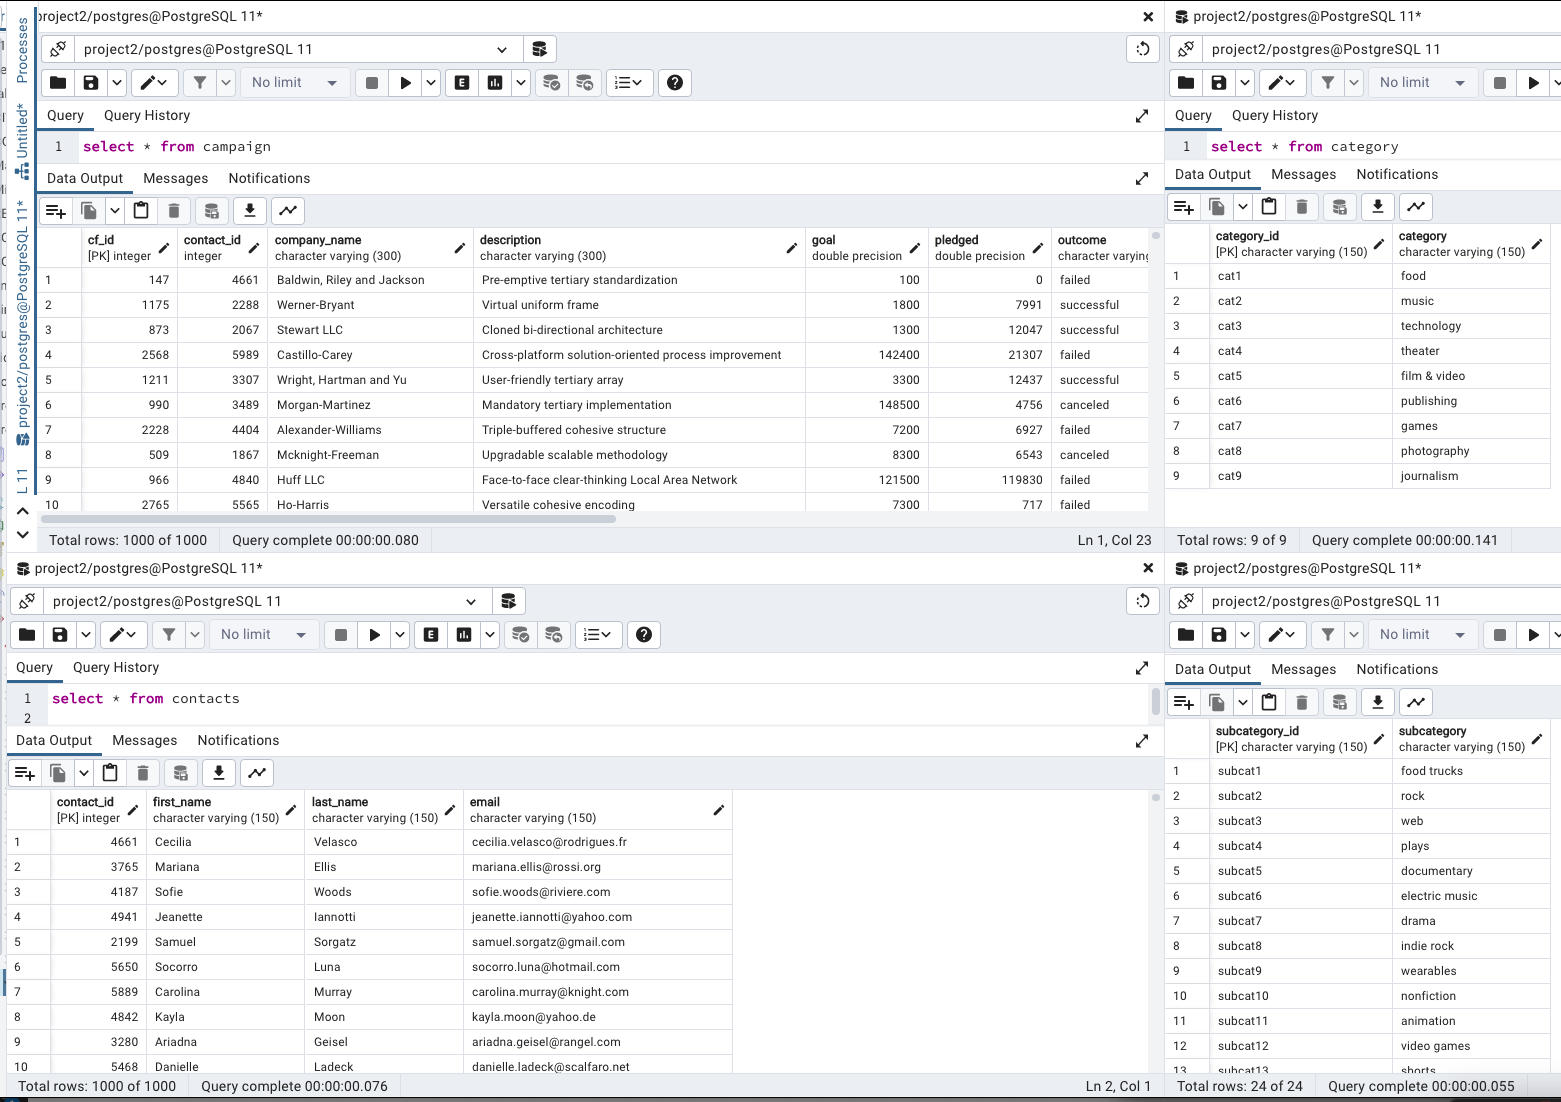 project2/postgres@PostgreSQL 11*
project2/postgres@PostgreSQL 11
No limit
E
Query Query History
1 select * from campaign
Data Output Messages Notifications
cf_id contact_id company_name description goal pledged outcome
[PK] integer integer character varying (300) character varying (300) double precision double precision character varying
1 147 4661 Baldwin, Riley and Jackson Pre-emptive tertiary standardization 100 0 failed
2 1175 2288 Werner-Bryant Virtual uniform frame 1800 7991 successful
3 873 2067 Stewart LLC Cloned bi-directional architecture 1300 12047 successful
4 2568 5989 Castillo-Carey Cross-platform solution-oriented process improvement 142400 21307 failed
5 1211 3307 Wright, Hartman and Yu User-friendly tertiary array 3300 12437 successful
6 990 3489 Morgan-Martinez Mandatory tertiary implementation 148500 4756 canceled
7 2228 4404 Alexander-Williams Triple-buffered cohesive structure 7200 6927 failed
8 509 1867 Mcknight-Freeman Upgradable scalable methodology 8300 6543 canceled
9 966 4840 Huff LLC Face-to-face clear-thinking Local Area Network 121500 119830 failed
10 2765 5565 Ho-Harris Versatile cohesive encoding 7300 717 failed
Total rows: 1000 of 1000 Query complete 00:00:00.080 Ln 1, Col 23
project2/postgres@PostgreSQL 11*
project2/postgres@PostgreSQL 11
No limit
Query Query History
1 select * from category
Data Output Messages Notifications
category_id category
[PK] character varying (150) character varying (150)
1 cat1 food
2 cat2 music
3 cat3 technology
4 cat4 theater
5 cat5 film & video
6 cat6 publishing
7 cat7 games
8 cat8 photography
9 cat9 journalism
Total rows: 9 of 9 Query complete 00:00:00.141
Processes
Untitled*
project2/postgres@PostgreSQL 11*
L 11
project2/postgres@PostgreSQL 11*
project2/postgres@PostgreSQL 11
No limit
E
Query Query History
1 select * from contacts
2
Data Output Messages Notifications
contact_id first_name last_name email
[PK] integer character varying (150) character varying (150) character varying (150)
1 4661 Cecilia Velasco cecilia.velasco@rodrigues.fr
2 3765 Mariana Ellis mariana.ellis@rossi.org
3 4187 Sofie Woods sofie.woods@riviere.com
4 4941 Jeanette Iannotti jeanette.iannotti@yahoo.com
5 2199 Samuel Sorgatz samuel.sorgatz@gmail.com
6 5650 Socorro Luna socorro.luna@hotmail.com
7 5889 Carolina Murray carolina.murray@knight.com
8 4842 Kayla Moon kayla.moon@yahoo.de
9 3280 Ariadna Geisel ariadna.geisel@rangel.com
10 5468 Danielle Ladeck danielle.ladeck@scalfaro.net
Total rows: 1000 of 1000 Query complete 00:00:00.076 Ln 2, Col 1
project2/postgres@PostgreSQL 11*
project2/postgres@PostgreSQL 11
No limit
Data Output Messages Notifications
subcategory_id subcategory
[PK] character varying (150) character varying (150)
1 subcat1 food trucks
2 subcat2 rock
3 subcat3 web
4 subcat4 plays
5 subcat5 documentary
6 subcat6 electric music
7 subcat7 drama
8 subcat8 indie rock
9 subcat9 wearables
10 subcat10 nonfiction
11 subcat11 animation
12 subcat12 video games
13 subcat13 shorts
Total rows: 24 of 24 Query complete 00:00:00.055